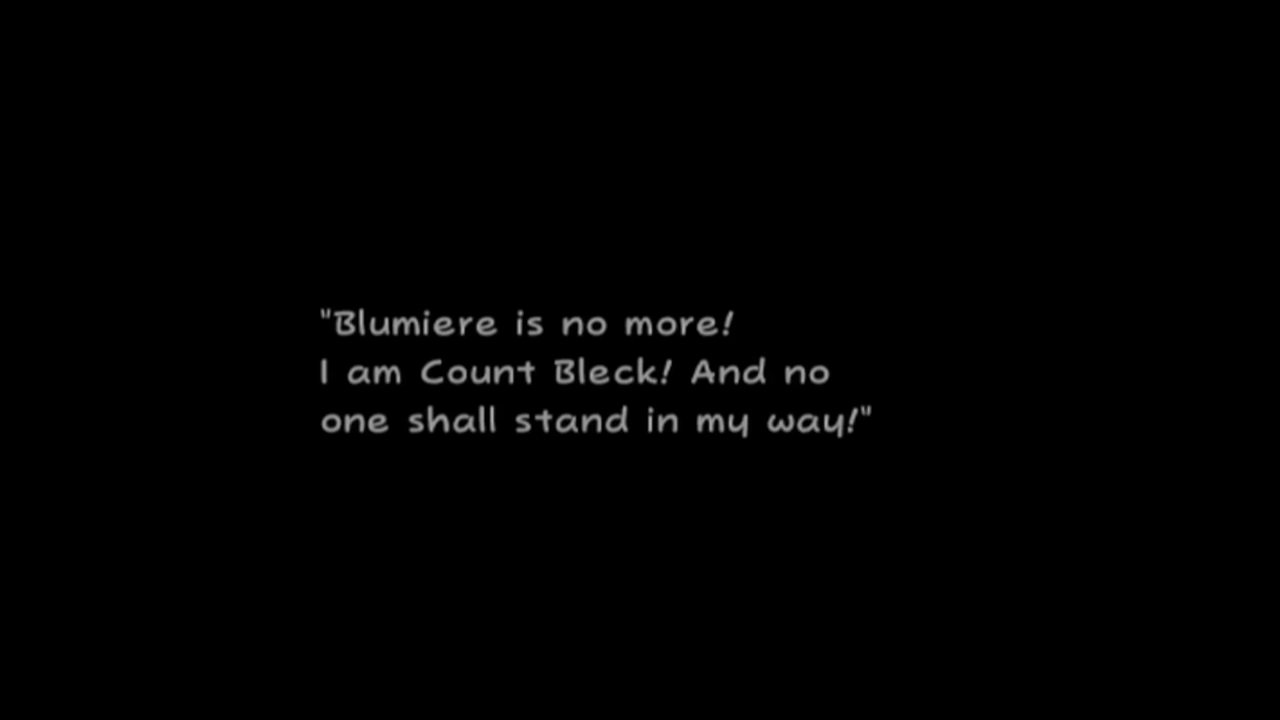 "Blumiere is no more!
I am Count Bleck! And no
one shall stand in my way!"